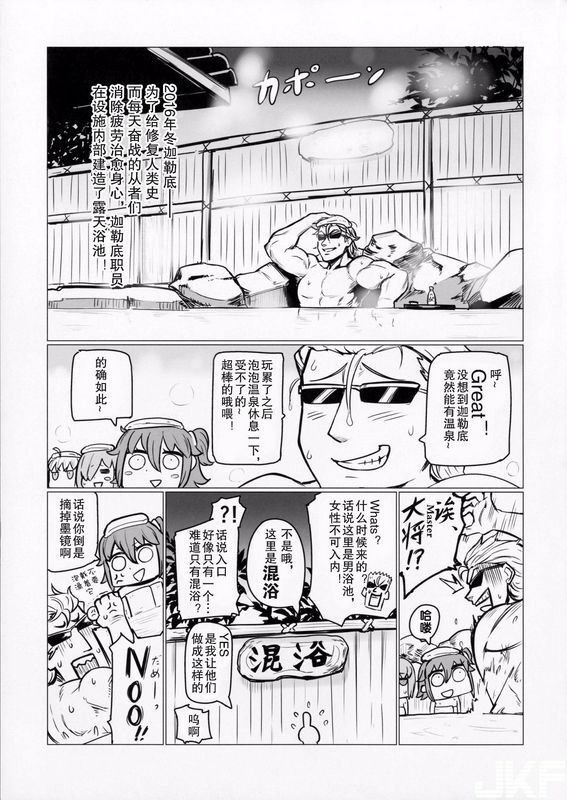 カポーン
2016年冬迦勒底——
为了给修复人类史
而每天奋战的从者们
消除疲劳治愈身心，迦勒底职员
在设施内部建造了露天浴池！
呼~
Great！
没想到迦勒底
竟然能有温泉~
玩累了之后
泡泡温泉休息一下，
受不了的~
超棒的哦喂！
的确如此~
诶、
大将!?
Master
哈喽
Whats?
什么时候来的？
话说这里是男浴池，
女性不可入内！
不是哦，
这里是混浴
?!
话说入口
好像只有一个…
难道只有混浴？
混浴
YES
是我让他们
做成这样的
呜啊
话说你倒是
摘掉墨镜啊
だめーっ
NOO!!
JKF